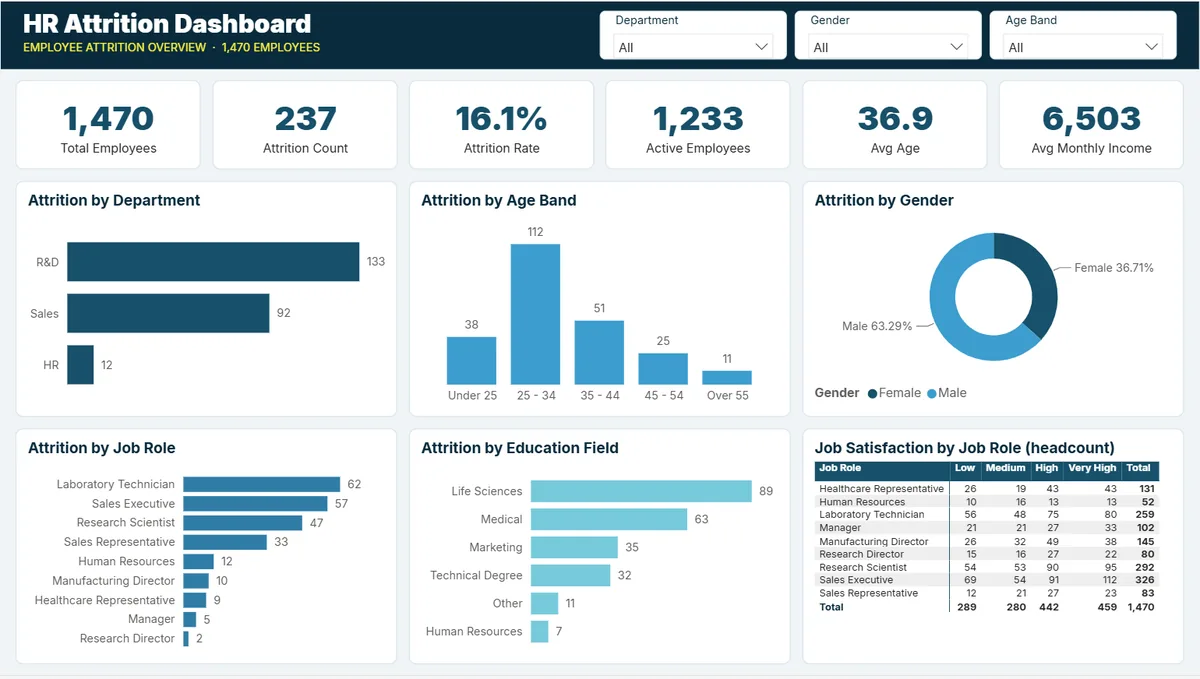 HR Attrition Dashboard
EMPLOYEE ATTRITION OVERVIEW · 1,470 EMPLOYEES
Department
All
Gender
All
Age Band
All
1,470
Total Employees
237
Attrition Count
16.1%
Attrition Rate
1,233
Active Employees
36.9
Avg Age
6,503
Avg Monthly Income
Attrition by Department
R&D 133
Sales 92
HR 12
Attrition by Age Band
38 112 51 25 11
Under 25 25 - 34 35 - 44 45 - 54 Over 55
Attrition by Gender
Female 36.71%
Male 63.29%
Gender Female Male
Attrition by Job Role
Laboratory Technician 62
Sales Executive 57
Research Scientist 47
Sales Representative 33
Human Resources 12
Manufacturing Director 10
Healthcare Representative 9
Manager 5
Research Director 2
Attrition by Education Field
Life Sciences 89
Medical 63
Marketing 35
Technical Degree 32
Other 11
Human Resources 7
Job Satisfaction by Job Role (headcount)
Job Role Low Medium High Very High Total
Healthcare Representative 26 19 43 43 131
Human Resources 10 16 13 13 52
Laboratory Technician 56 48 75 80 259
Manager 21 21 27 33 102
Manufacturing Director 26 32 49 38 145
Research Director 15 16 27 22 80
Research Scientist 54 53 90 95 292
Sales Executive 69 54 91 112 326
Sales Representative 12 21 27 23 83
Total 289 280 442 459 1,470